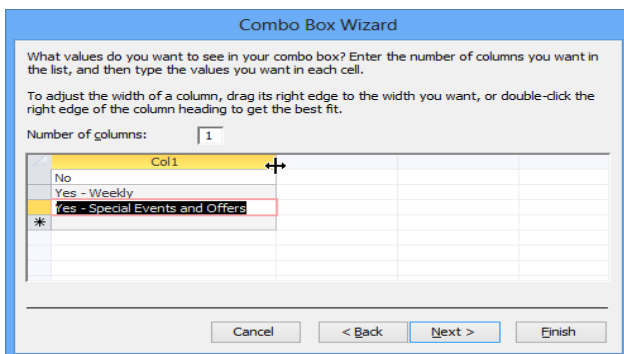 Combo Box Wizard
What values do you want to see in your combo box? Enter the number of columns you want in
the list, and then type the values you want in each cell.
To adjust the width of a column, drag its right edge to the width you want, or double-click the
right edge of the column heading to get the best fit.
Number of columns: 1
Col1
No
Yes - Weekly
Yes - Special Events and Offers
Cancel < Back Next > Finish